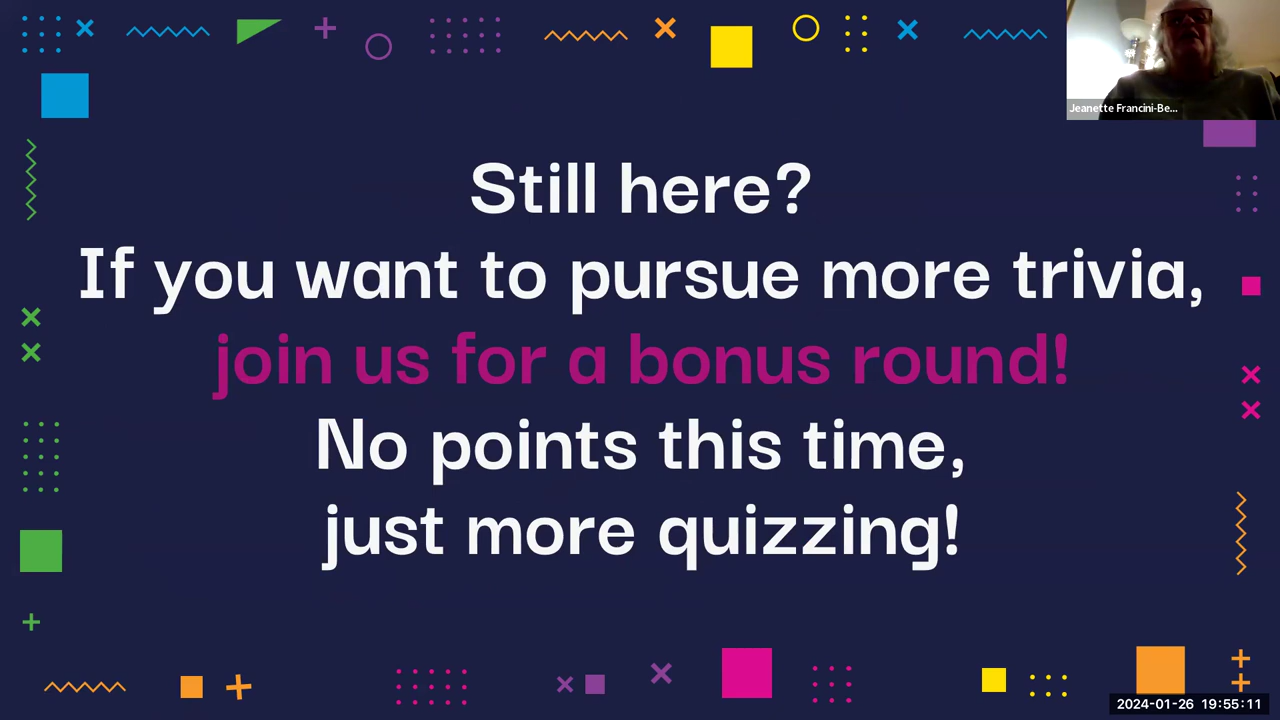 Jeanette Francini-Be...
Still here?
If you want to pursue more trivia,
join us for a bonus round!
No points this time,
just more quizzing!
2024-01-26 19:55:11